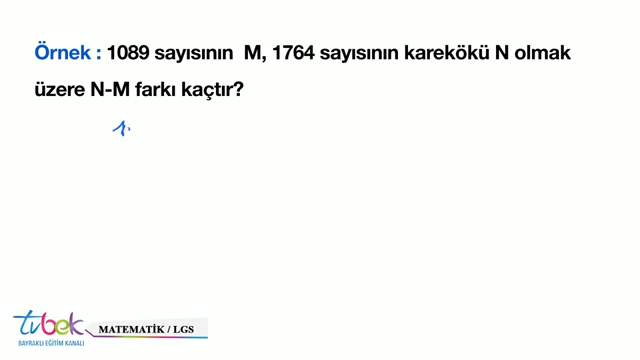 Örnek : 1089 sayısının M, 1764 sayısının karekökü N olmak
üzere N-M farkı kaçtır?
tvbek
BAYRAKLI EĞİTİM KANALI
MATEMATİK / LGS